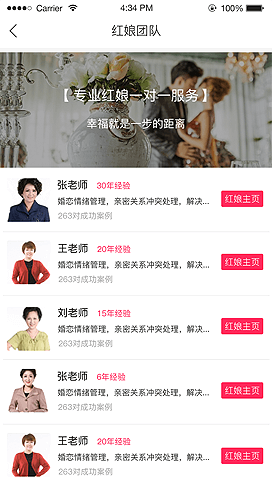 Carrier 4:34 PM 100%
红娘团队
【专业红娘一对一服务】
幸福就是一步的距离
张老师 30年经验
婚恋情绪管理，亲密关系冲突处理，解决...
263对成功案例
红娘主页
王老师 20年经验
婚恋情绪管理，亲密关系冲突处理，解决...
263对成功案例
红娘主页
刘老师 15年经验
婚恋情绪管理，亲密关系冲突处理，解决...
263对成功案例
红娘主页
张老师 6年经验
婚恋情绪管理，亲密关系冲突处理，解决...
263对成功案例
红娘主页
王老师 20年经验
婚恋情绪管理，亲密关系冲突处理，解决...
263对成功案例
红娘主页